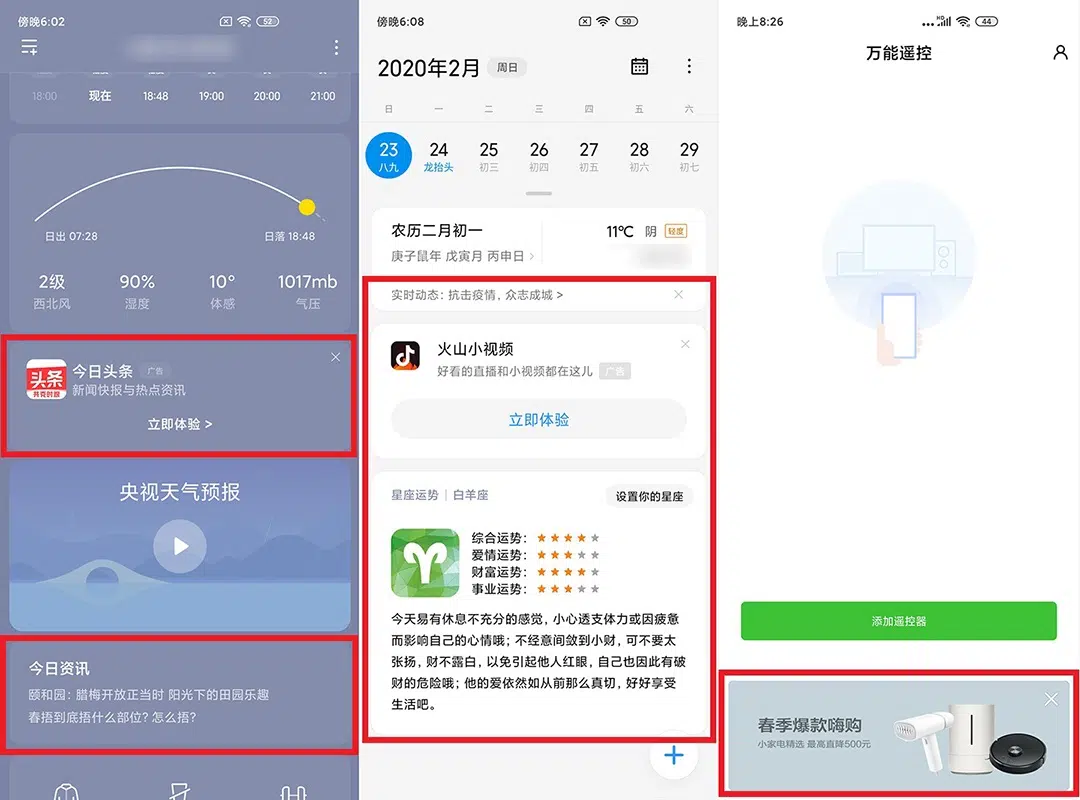 傍晚6:02
52
18:00 现在 18:48 19:00 20:00 21:00
日出 07:28
日落 18:48
2级 90% 10° 1017mb
西北风 湿度 体感 气压
头条
今日头条 广告
新闻快报与热点资讯
立即体验 >
央视天气预报
今日资讯
颐和园: 腊梅开放正当时 阳光下的田园乐趣
春捂到底捂什么部位? 怎么捂?
傍晚6:08
50
2020年2月 周日
日 一 二 三 四 五 六
23 24 25 26 27 28 29
八九 龙抬头 初三 初四 初五 初六 初七
农历二月初一
11℃ 阴 轻度
庚子鼠年 戊寅月 丙申日 >
实时动态: 抗击疫情, 众志成城 >
火山小视频
好看的直播和小视频都在这儿 广告
立即体验
星座运势 | 白羊座
设置你的星座
综合运势:
爱情运势:
财富运势:
事业运势:
今天易有休息不充分的感觉, 小心透支体力或因疲惫
而影响自己的心情哦; 不经意间敛到小财, 可不要太
张扬, 财不露白, 以免引起他人红眼, 自己也因此有破
财的危险哦; 他的爱依然如从前那么真切, 好好享受
生活吧。
晚上8:26
HD
44
万能遥控
添加遥控器
春季爆款嗨购
小家电精选 最高直降500元